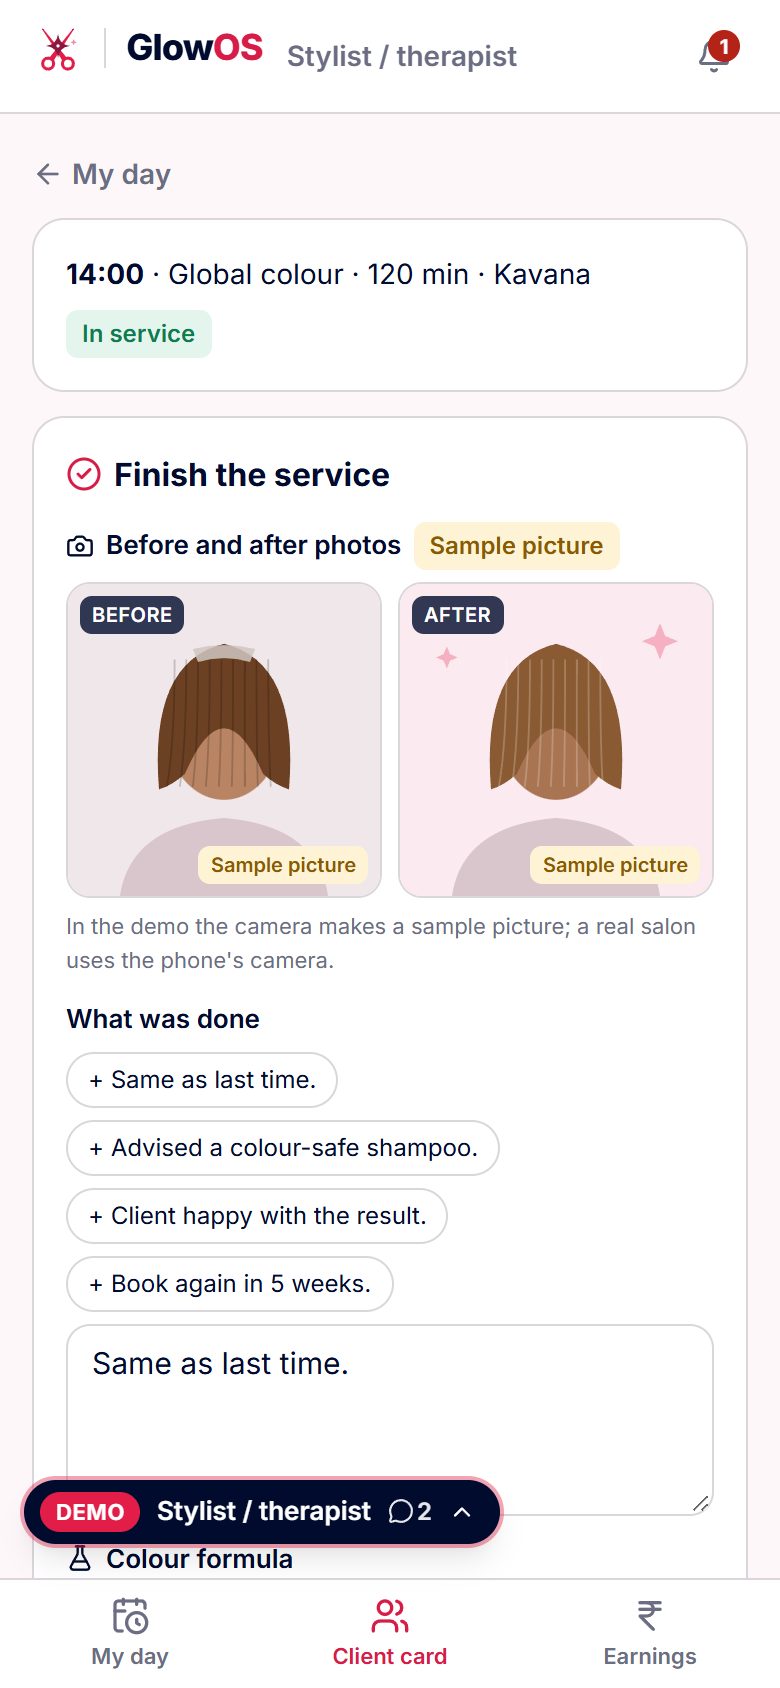 GlowOS
Stylist / therapist
1
My day
14:00 · Global colour · 120 min · Kavana
In service
Finish the service
Before and after photos
Sample picture
BEFORE
AFTER
Sample picture
Sample picture
In the demo the camera makes a sample picture; a real salon
uses the phone's camera.
What was done
+ Same as last time.
+ Advised a colour-safe shampoo.
+ Client happy with the result.
+ Book again in 5 weeks.
Same as last time.
DEMO Stylist / therapist 2
Colour formula
My day
Client card
Earnings